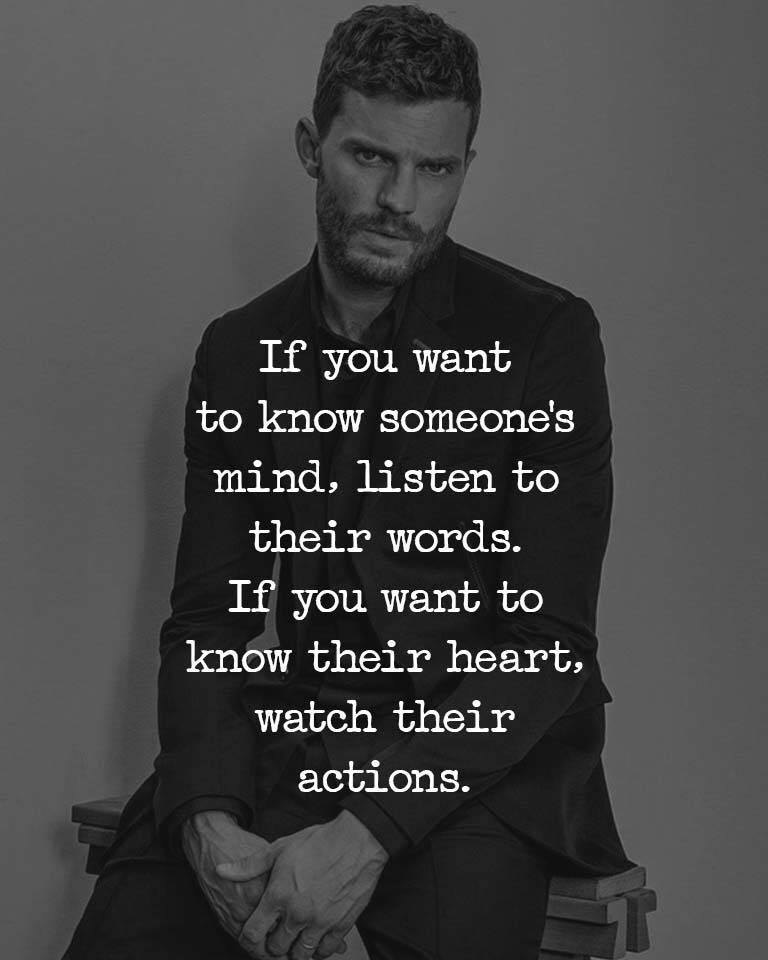 If you want
to know someone's
mind, listen to
their words.
If you want to
know their heart,
watch their
actions.